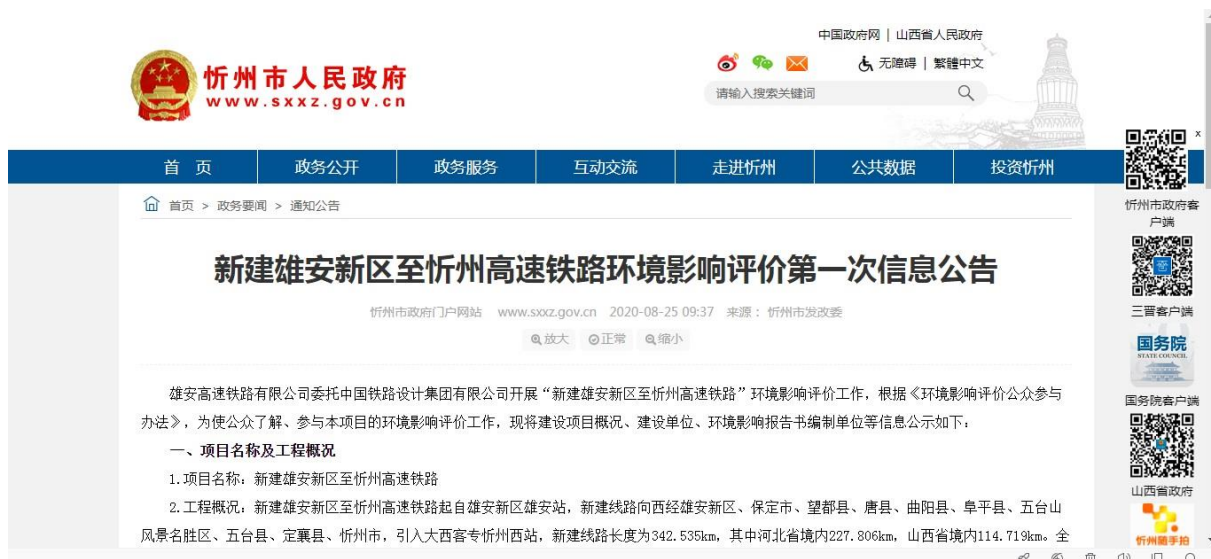 中国政府网 | 山西省人民政府
忻州市人民政府
www.sxxz.gov.cn
无障碍 | 繁體中文
请输入搜索关键词
x
首 页 政务公开 政务服务 互动交流 走进忻州 公共数据 投资忻州
首页 > 政务要闻 > 通知公告
新建雄安新区至忻州高速铁路环境影响评价第一次信息公告
忻州市政府门户网站 www.sxxz.gov.cn 2020-08-25 09:37 来源：忻州市发改委
放大 正常 缩小
雄安高速铁路有限公司委托中国铁路设计集团有限公司开展“新建雄安新区至忻州高速铁路”环境影响评价工作，根据《环境影响评价公众参与
办法》，为使公众了解、参与本项目的环境影响评价工作，现将建设项目概况、建设单位、环境影响报告书编制单位等信息公示如下：
一、项目名称及工程概况
1.项目名称：新建雄安新区至忻州高速铁路
2.工程概况：新建雄安新区至忻州高速铁路起自雄安新区雄安站，新建线路向西经雄安新区、保定市、望都县、唐县、曲阳县、阜平县、五台山
风景名胜区、五台县、定襄县、忻州市，引入大西客专忻州西站，新建线路长度为342.535km，其中河北省境内227.806km，山西省境内114.719km。全
忻州市政府客
户端
三晋客户端
国务院
STATE COUNCIL
国务院客户端
山西省政府
忻州随手拍